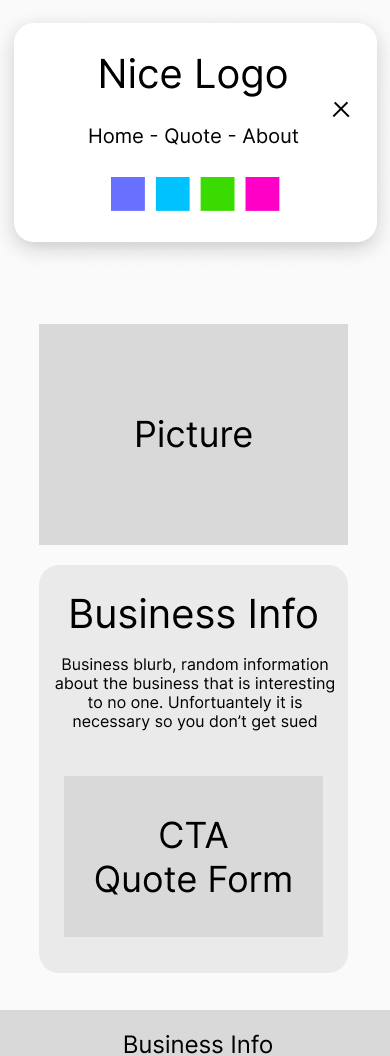 Nice Logo
Home - Quote - About
Picture
Business Info
Business blurb, random information
about the business that is interesting
to no one. Unfortuantely it is
necessary so you don’t get sued
CTA
Quote Form
Business Info